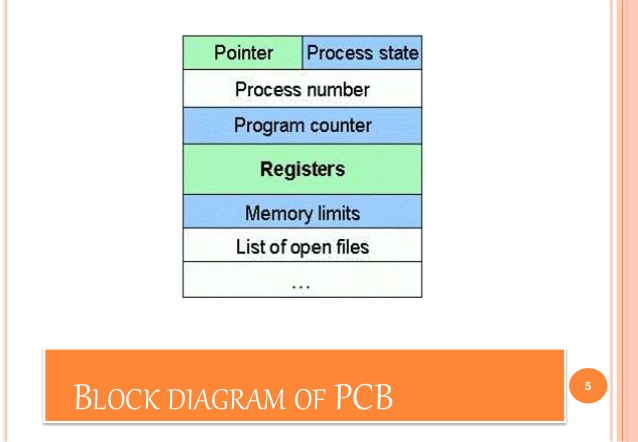 Pointer Process state
Process number
Program counter
Registers
Memory limits
List of open files
...
BLOCK DIAGRAM OF PCB
5